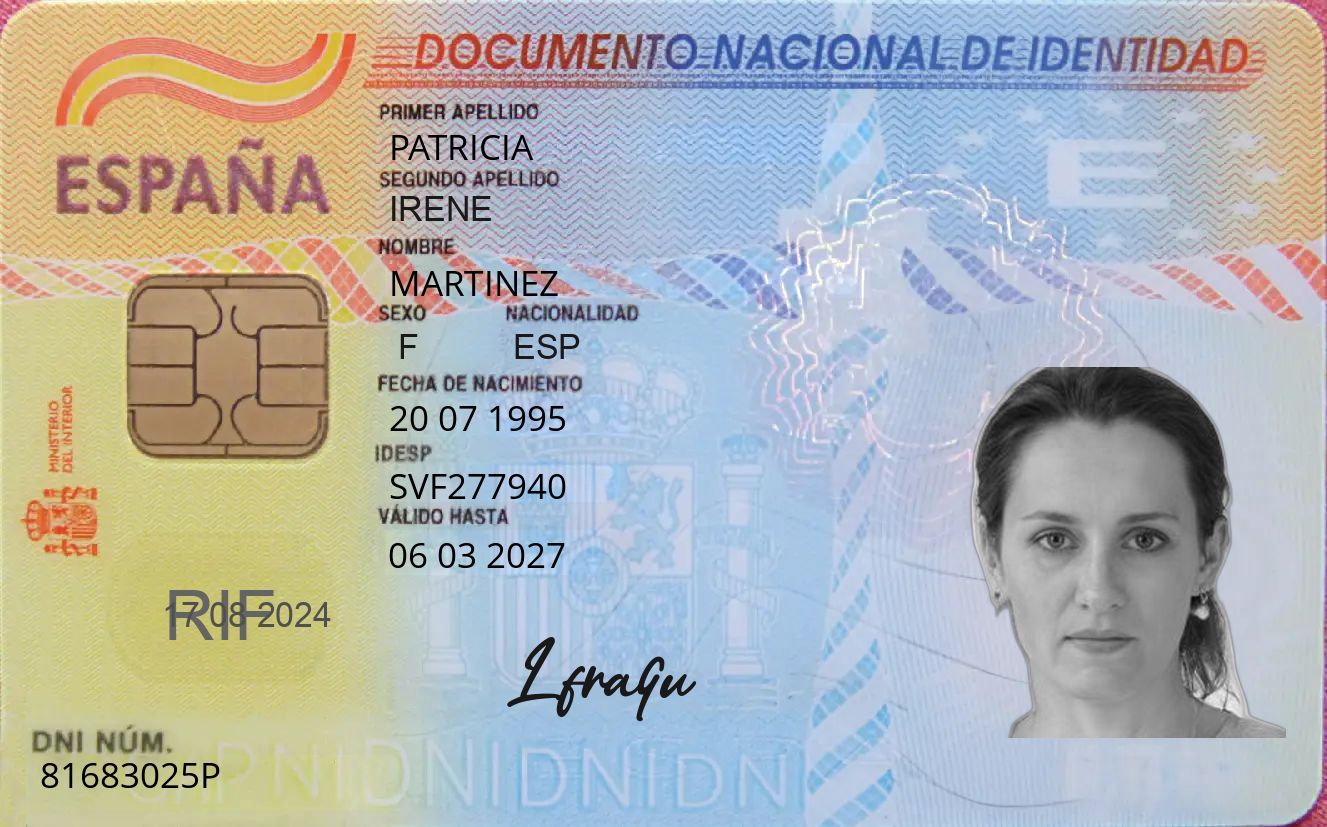 DOCUMENTO NACIONAL DE IDENTIDAD
ESPAÑA
PRIMER APELLIDO
PATRICIA
SEGUNDO APELLIDO
IRENE
NOMBRE
MARTINEZ
SEXO NACIONALIDAD
F ESP
FECHA DE NACIMIENTO
20 07 1995
IDESP
SVF277940
VÁLIDO HASTA
06 03 2027
MINISTERIO
DEL INTERIOR
E
RIF
17-08-2024
DNI NÚM.
81683025P
DNIDNIDNIDNI